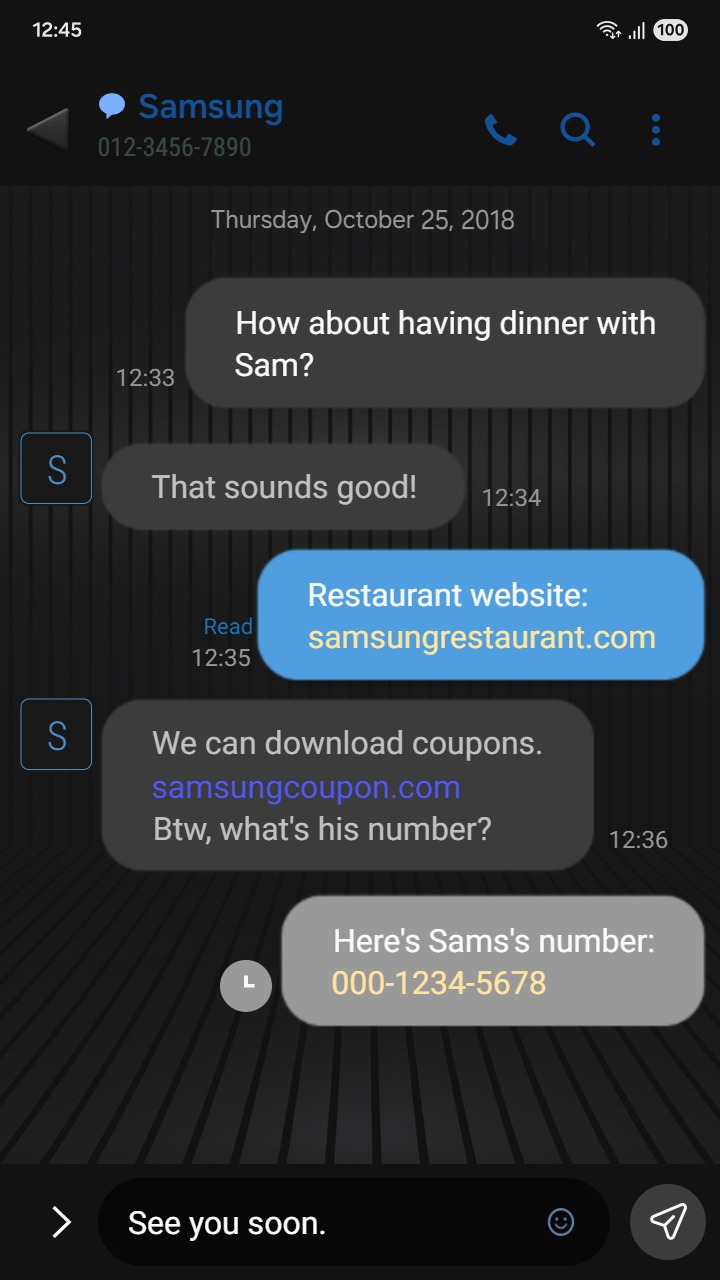 12:45
100
Samsung
012-3456-7890
Thursday, October 25, 2018
How about having dinner with
Sam?
12:33
S
That sounds good!
12:34
Restaurant website:
samsungrestaurant.com
Read
12:35
S
We can download coupons.
samsungcoupon.com
Btw, what's his number?
12:36
Here's Sams's number:
000-1234-5678
See you soon.